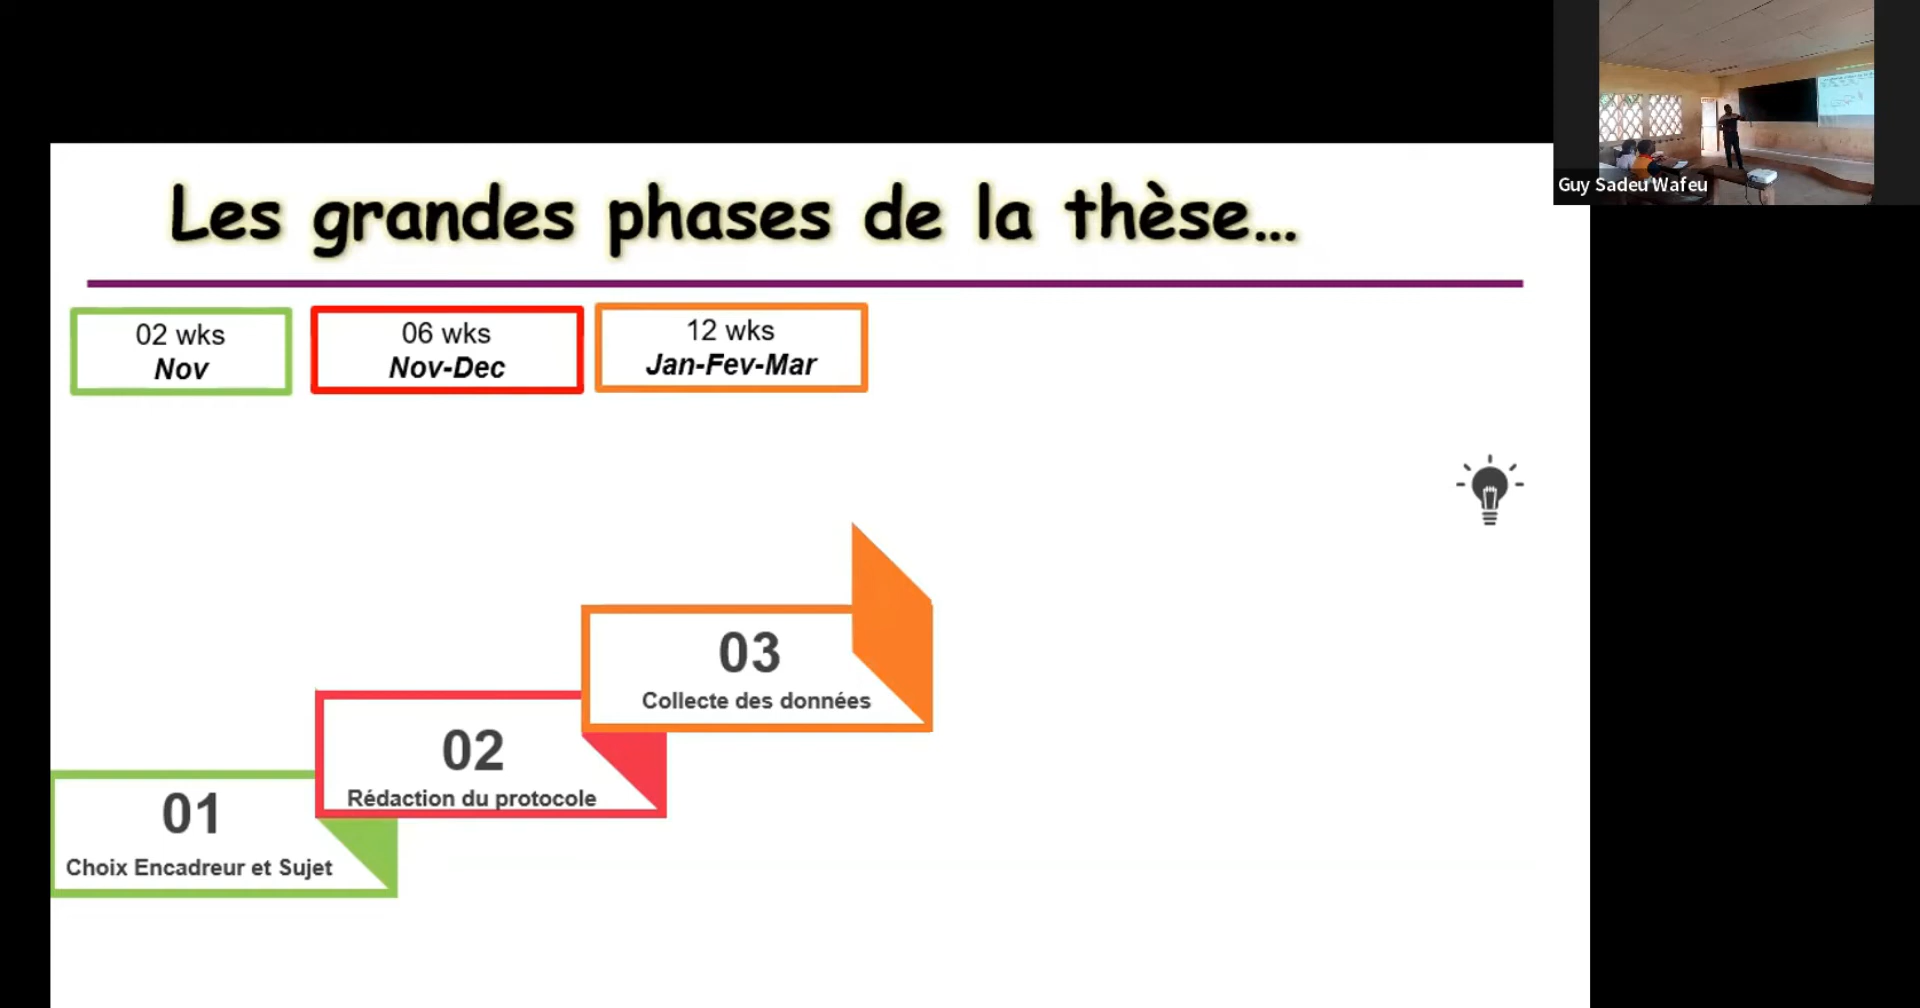 Les grandes phases de la thèse...
02 wks
Nov
06 wks
Nov-Dec
12 wks
Jan-Fev-Mar
03
Collecte des données
02
Rédaction du protocole
01
Choix Encadreur et Sujet
Guy Sadeu Wafeu